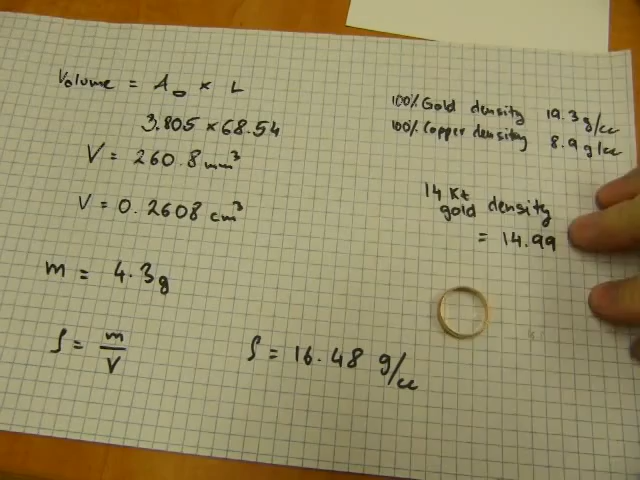 Volume = A▭ × L
3.805 × 68.54
V = 260.8 mm³
V = 0.2608 cm³
m = 4.3g
ρ = m/V
ρ = 16.48 g/cc
100% Gold density 19.3 g/cc
100% Copper density 8.9 g/cc
14 Kt
gold density
= 14.99